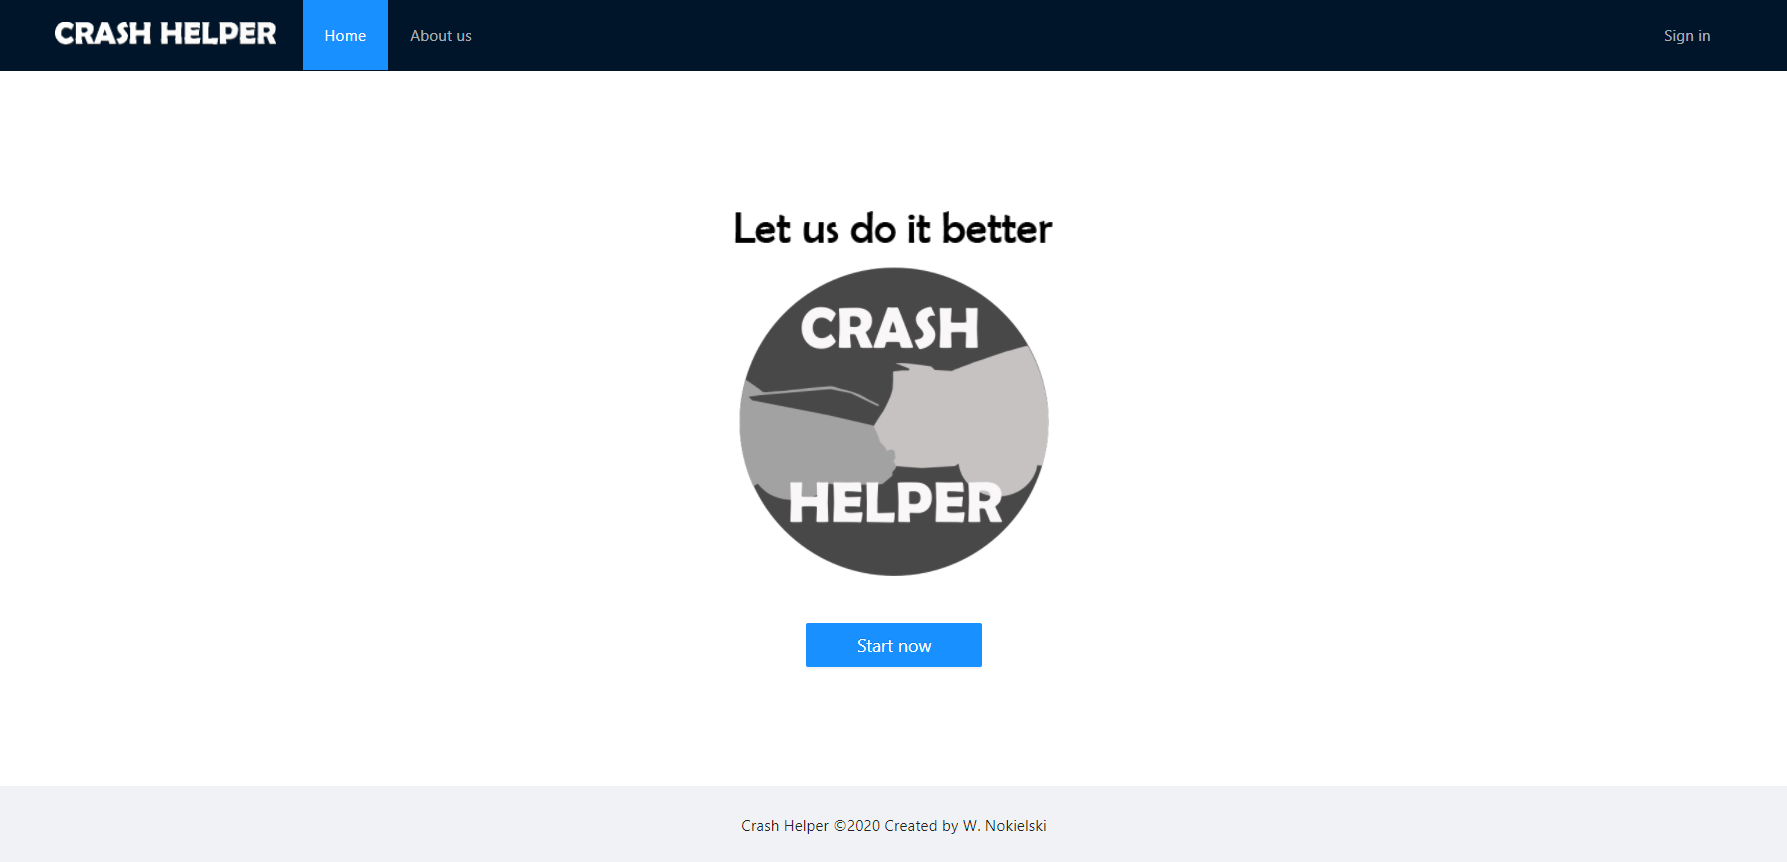 CRASH HELPER
Home
About us
Sign in
Let us do it better
CRASH
HELPER
Start now
Crash Helper ©2020 Created by W. Nokielski